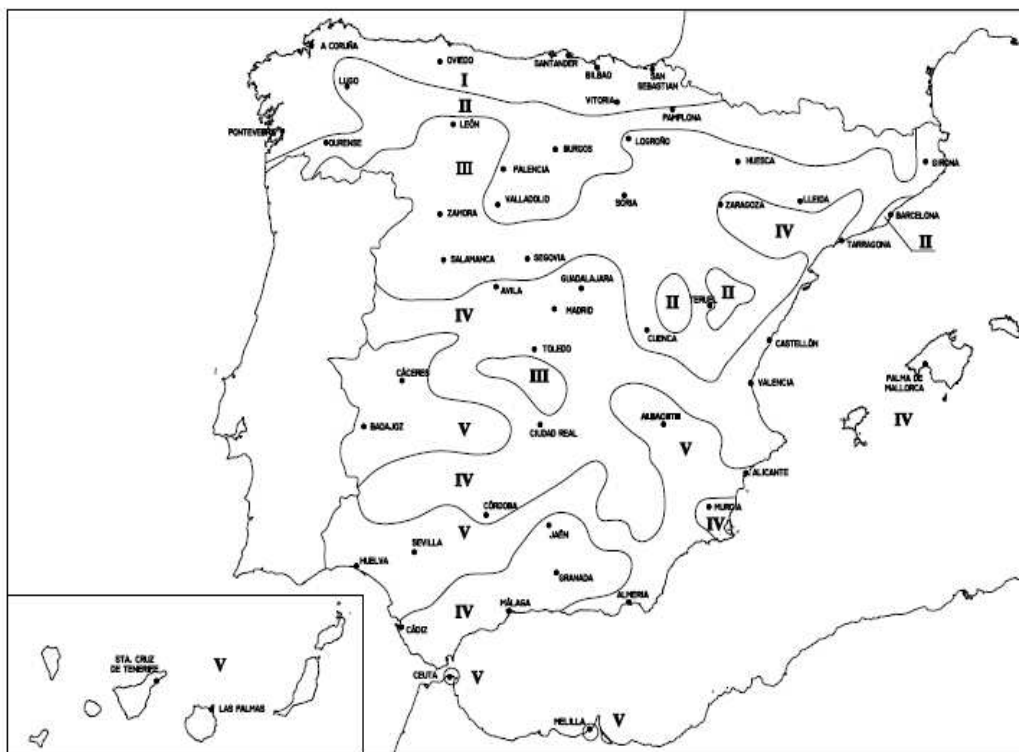 A CORUÑA
OVIEDO
SANTANDER
BILBAO
SAN
SEBASTIAN
LUGO
I
VITORIA
II
PAMPLONA
PONTEVEDRA
LEÓN
OURENSE
BURGOS
LOGROÑO
HUESCA
GIRONA
III
PALENCIA
VALLADOLID
SORIA
ZARAGOZA
LLEIDA
ZAMORA
IV
BARCELONA
TARRAGONA
II
SALAMANCA
SEGOVIA
GUADALAJARA
AVILA
II
II
TERUEL
IV
MADRID
CUENCA
CASTELLÓN
TOLEDO
III
CÁCERES
VALENCIA
PALMA DE
MALLORCA
IV
ALBACETE
BADAJOZ
V
CIUDAD REAL
V
ALICANTE
IV
CÓRDOBA
MURCIA
IV
V
JAÉN
SEVILLA
HUELVA
GRANADA
ALMERIA
MÁLAGA
IV
CÁDIZ
CEUTA
V
MELILLA
V
STA. CRUZ
DE TENERIFE
V
LAS PALMAS